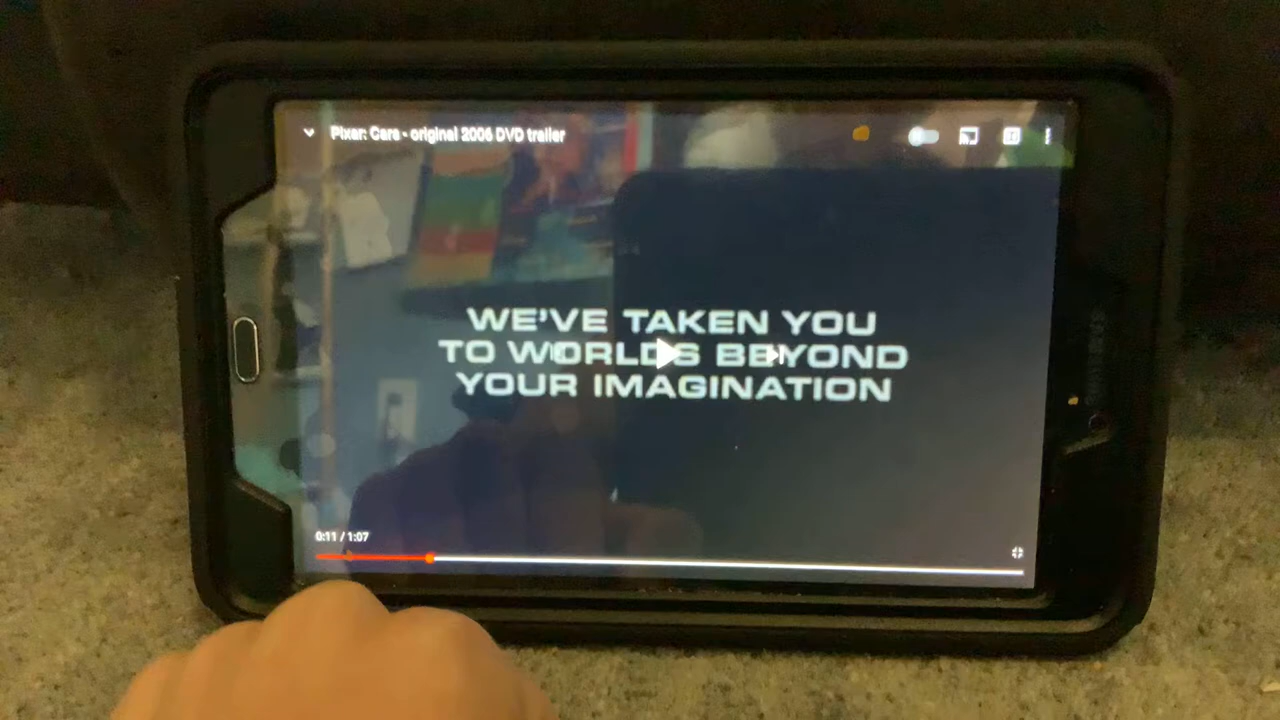 Pixar: Cars - original 2006 DVD trailer
WE'VE TAKEN YOU
TO WORLDS BEYOND
YOUR IMAGINATION
0:11 / 1:07